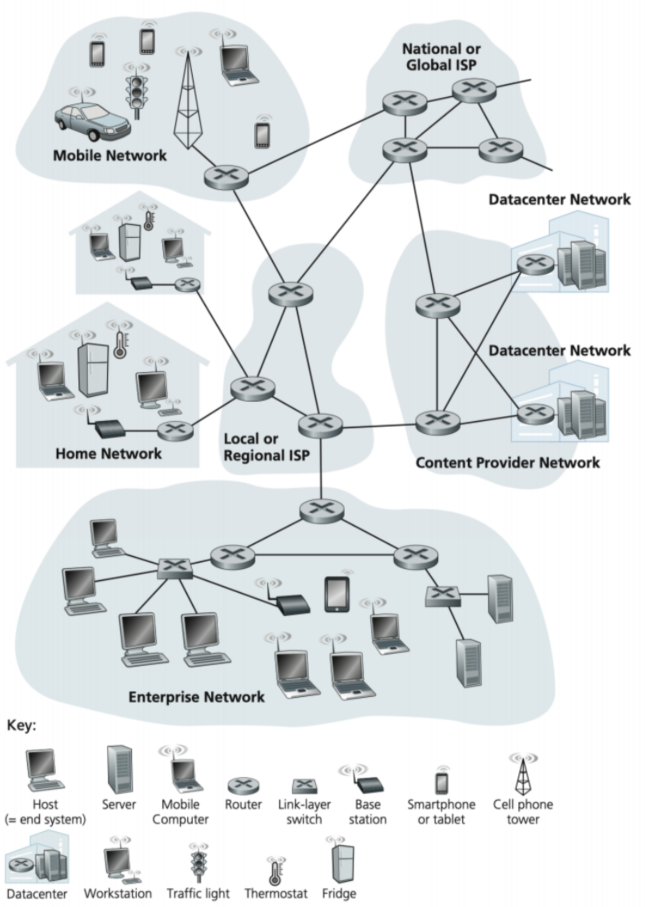 National or
Global ISP
Mobile Network
Datacenter Network
Datacenter Network
Home Network
Local or
Regional ISP
Content Provider Network
Enterprise Network
Key:
Host
(= end system)
Server
Mobile
Computer
Router
Link-layer
switch
Base
station
Smartphone
or tablet
Cell phone
tower
Datacenter
Workstation
Traffic light
Thermostat
Fridge